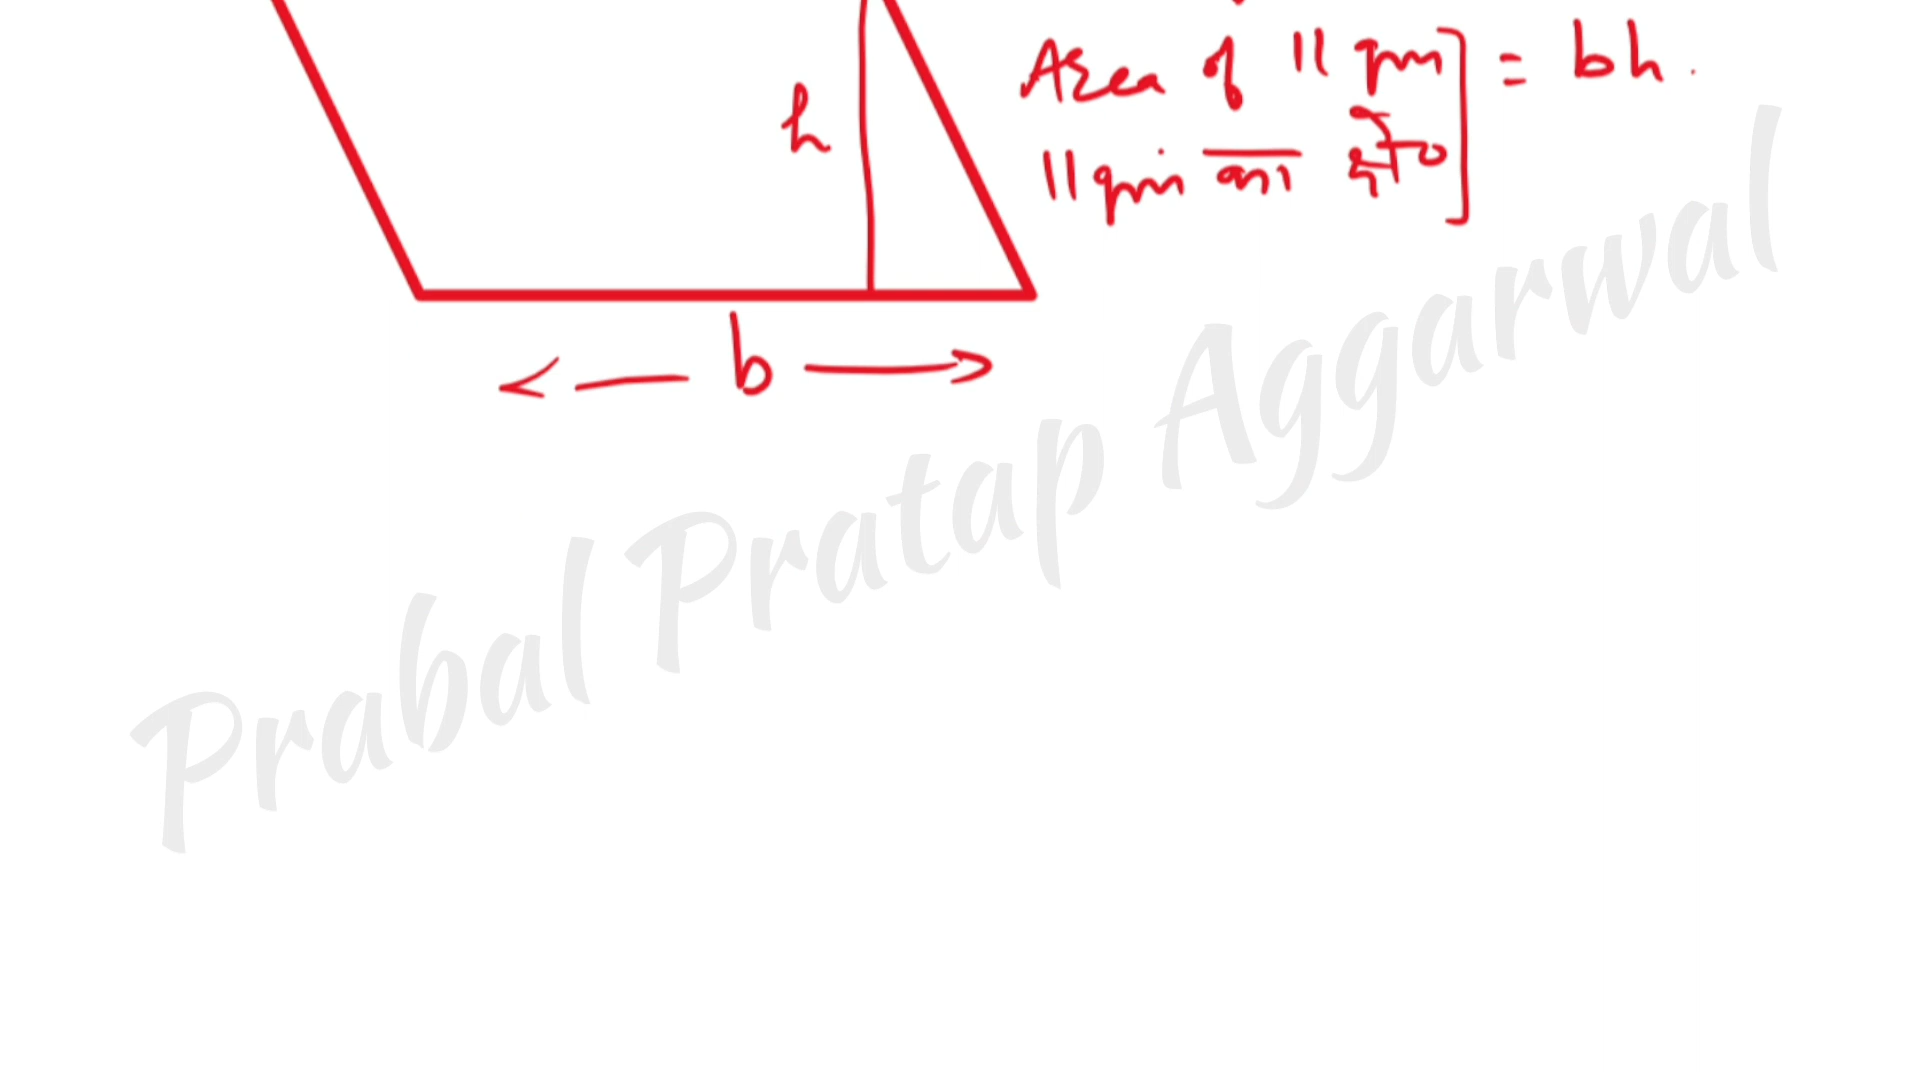 Area of ||gm] = bh.
||gm का क्षे०
h
b
Prabal Pratap Aggarwal